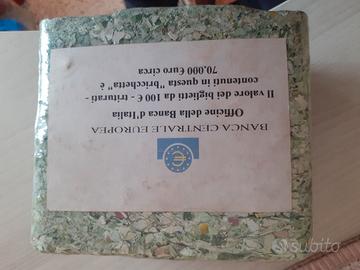 BANCA CENTRALE EUROPEA
Officine della Banca d'Italia
Il valore dei biglietti da 100 € - triturati -
contenuti in questa "bricchetta" è
70.000 Euro circa
subito